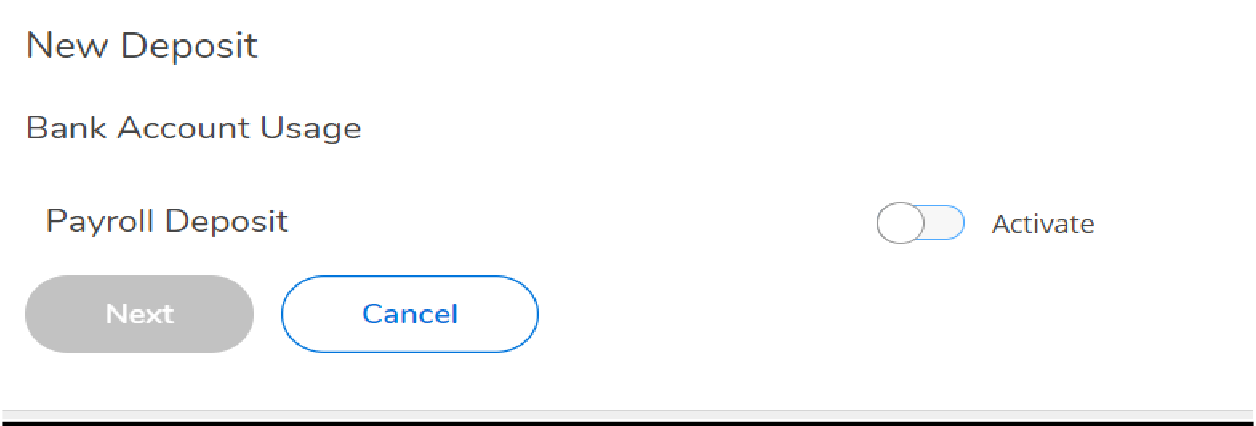 New Deposit
Bank Account Usage
Payroll Deposit Activate
Next Cancel